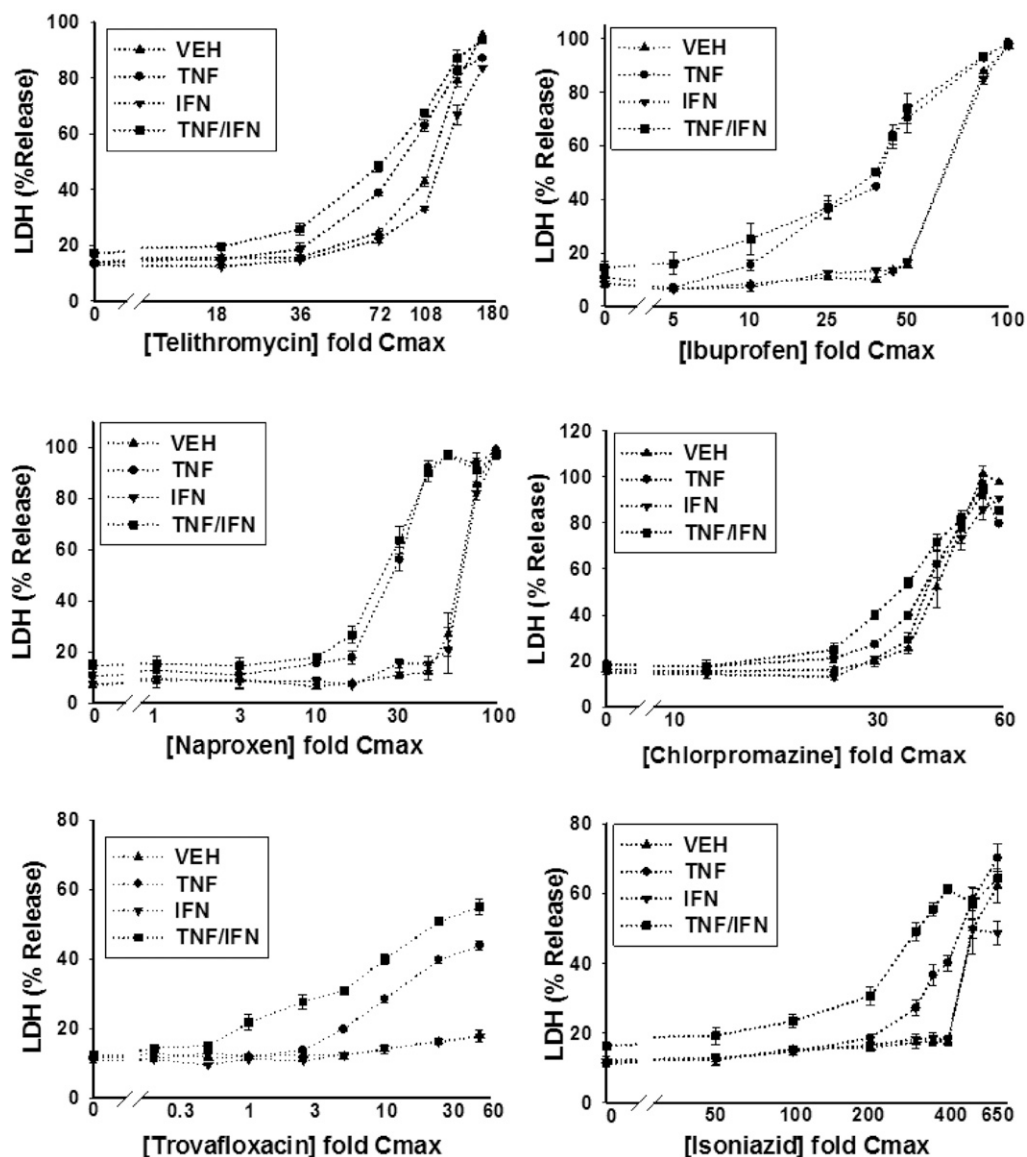 LDH (%Release)
100
80
60
40
20
0
VEH
TNF
IFN
TNF/IFN
0 18 36 72 108 180
[Telithromycin] fold Cmax
LDH (% Release)
100
80
60
40
20
0
VEH
TNF
IFN
TNF/IFN
0 5 10 25 50 100
[Ibuprofen] fold Cmax
LDH (% Release)
100
80
60
40
20
0
VEH
TNF
IFN
TNF/IFN
0 1 3 10 30 100
[Naproxen] fold Cmax
LDH (% Release)
120
100
80
60
40
20
0
VEH
TNF
IFN
TNF/IFN
0 10 30 60
[Chlorpromazine] fold Cmax
LDH (% Release)
80
60
40
20
0
VEH
TNF
IFN
TNF/IFN
0 0.3 1 3 10 30 60
[Trovafloxacin] fold Cmax
LDH (% Release)
80
60
40
20
0
VEH
TNF
IFN
TNF/IFN
0 50 100 200 400 650
[Isoniazid] fold Cmax